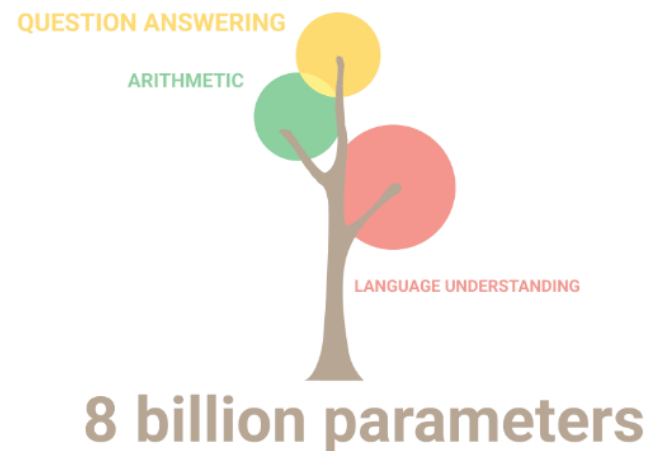 QUESTION ANSWERING
ARITHMETIC
LANGUAGE UNDERSTANDING
8 billion parameters